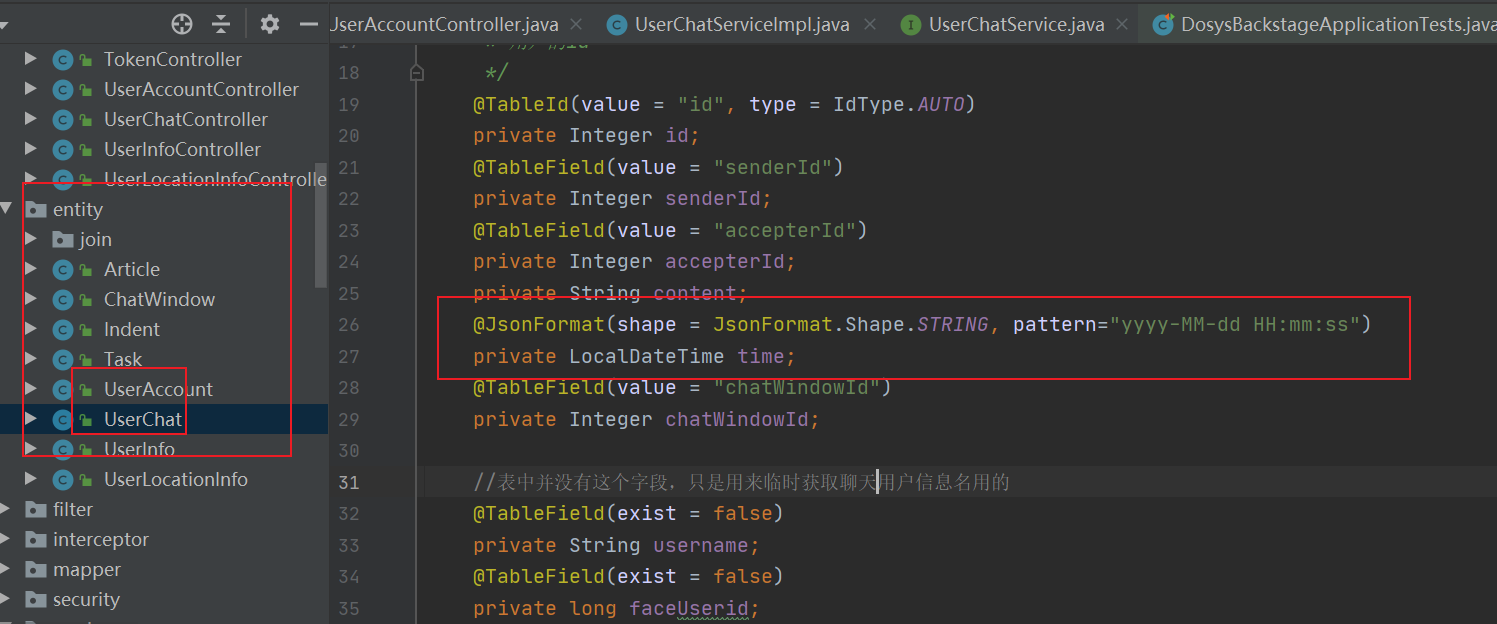 UserAccountController.java
UserChatServiceImpl.java
UserChatService.java
DosysBackstageApplicationTests.java
TokenController
UserAccountController
UserChatController
UserInfoController
UserLocationInfoControlle
entity
join
Article
ChatWindow
Indent
Task
UserAccount
UserChat
UserInfo
UserLocationInfo
filter
interceptor
mapper
security
18 */
19 @TableId(value = "id", type = IdType.AUTO)
20 private Integer id;
21 @TableField(value = "senderId")
22 private Integer senderId;
23 @TableField(value = "accepterId")
24 private Integer accepterId;
25 private String content;
26 @JsonFormat(shape = JsonFormat.Shape.STRING, pattern="yyyy-MM-dd HH:mm:ss")
27 private LocalDateTime time;
28 @TableField(value = "chatWindowId")
29 private Integer chatWindowId;
30
31 //表中并没有这个字段，只是用来临时获取聊天用户信息名用的
32 @TableField(exist = false)
33 private String username;
34 @TableField(exist = false)
35 private long faceUserid;